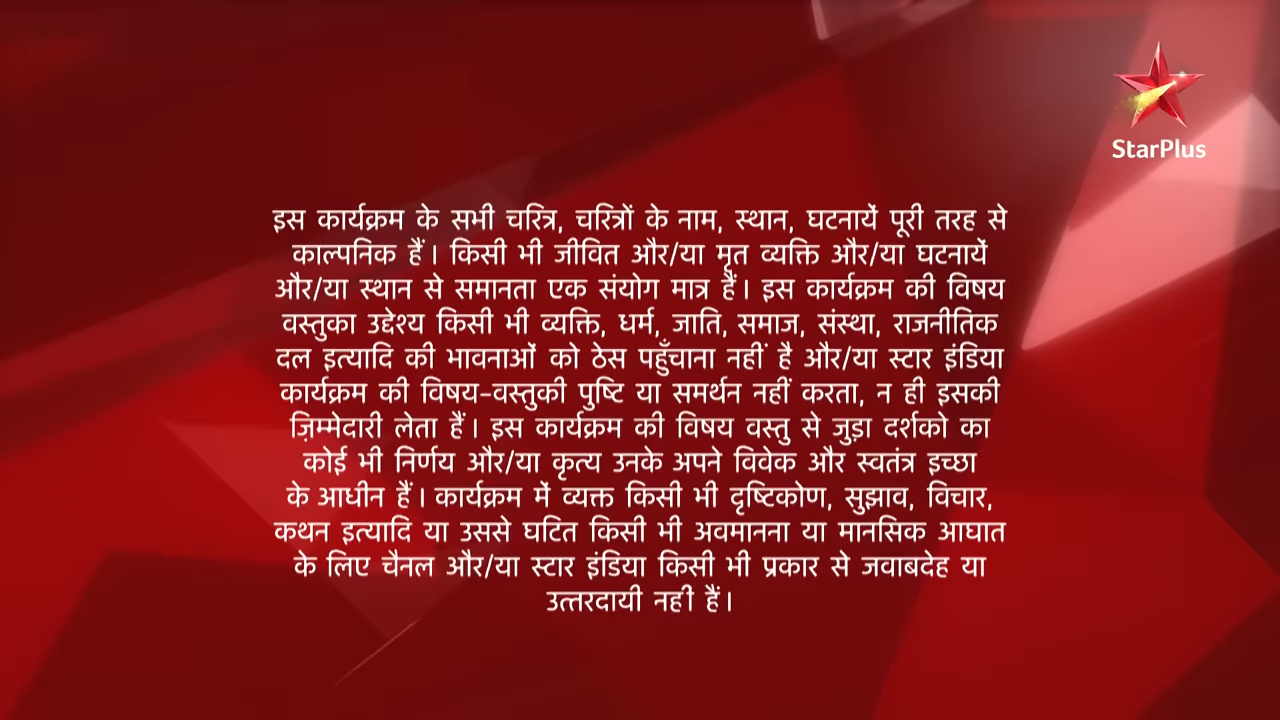 StarPlus
इस कार्यक्रम के सभी चरित्र, चरित्रों के नाम, स्थान, घटनायें पूरी तरह से
काल्पनिक हैं। किसी भी जीवित और/या मृत व्यक्ति और/या घटनायें
और/या स्थान से समानता एक संयोग मात्र हैं। इस कार्यक्रम की विषय
वस्तुका उद्देश्य किसी भी व्यक्ति, धर्म, जाति, समाज, संस्था, राजनीतिक
दल इत्यादि की भावनाओं को ठेस पहुँचाना नहीं है और/या स्टार इंडिया
कार्यक्रम की विषय-वस्तुकी पुष्टि या समर्थन नहीं करता, न ही इसकी
ज़िम्मेदारी लेता हैं। इस कार्यक्रम की विषय वस्तु से जुड़ा दर्शको का
कोई भी निर्णय और/या कृत्य उनके अपने विवेक और स्वतंत्र इच्छा
के आधीन हैं। कार्यक्रम में व्यक्त किसी भी दृष्टिकोण, सुझाव, विचार,
कथन इत्यादि या उससे घटित किसी भी अवमानना या मानसिक आघात
के लिए चैनल और/या स्टार इंडिया किसी भी प्रकार से जवाबदेह या
उत्तरदायी नही हैं।